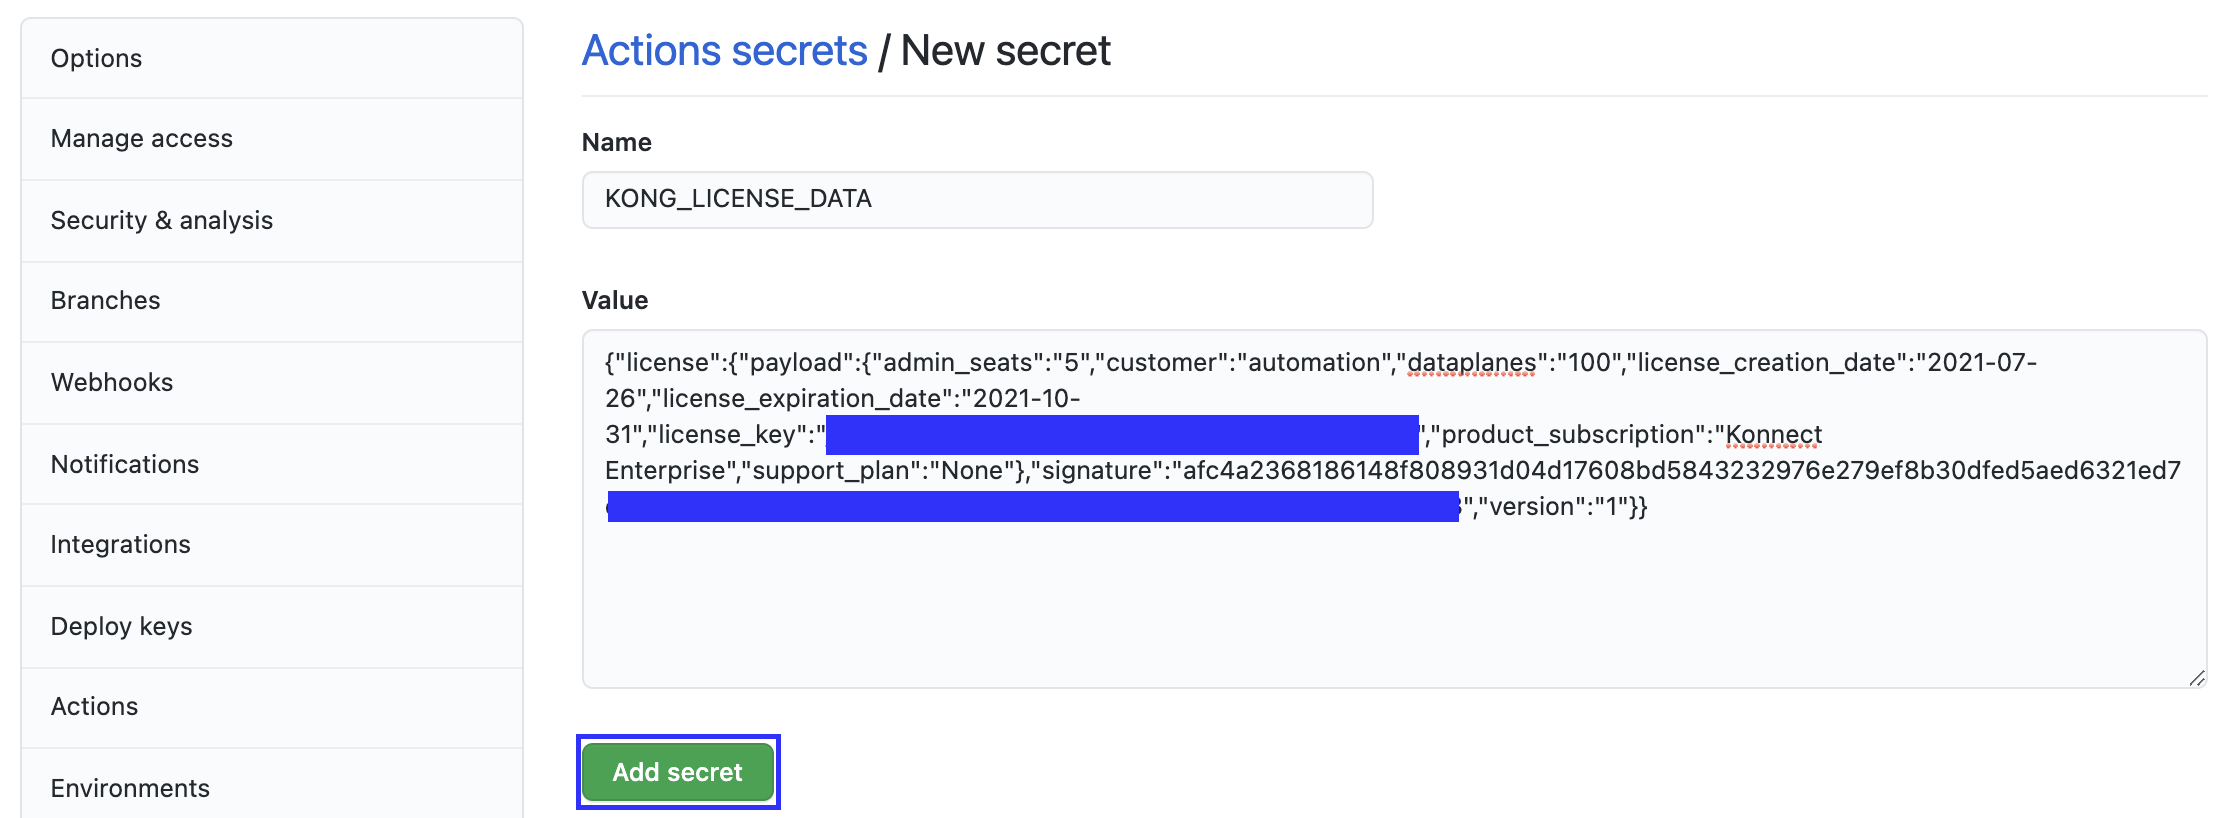 Options
Manage access
Security & analysis
Branches
Webhooks
Notifications
Integrations
Deploy keys
Actions
Environments
Actions secrets / New secret
Name
KONG_LICENSE_DATA
Value
{"license":{"payload":{"admin_seats":"5","customer":"automation","dataplanes":"100","license_creation_date":"2021-07-
26","license_expiration_date":"2021-10-
31","license_key":" ","product_subscription":"Konnect
Enterprise","support_plan":"None"},"signature":"afc4a2368186148f808931d04d17608bd5843232976e279ef8b30dfed5aed6321ed7
","version":"1"}}
Add secret